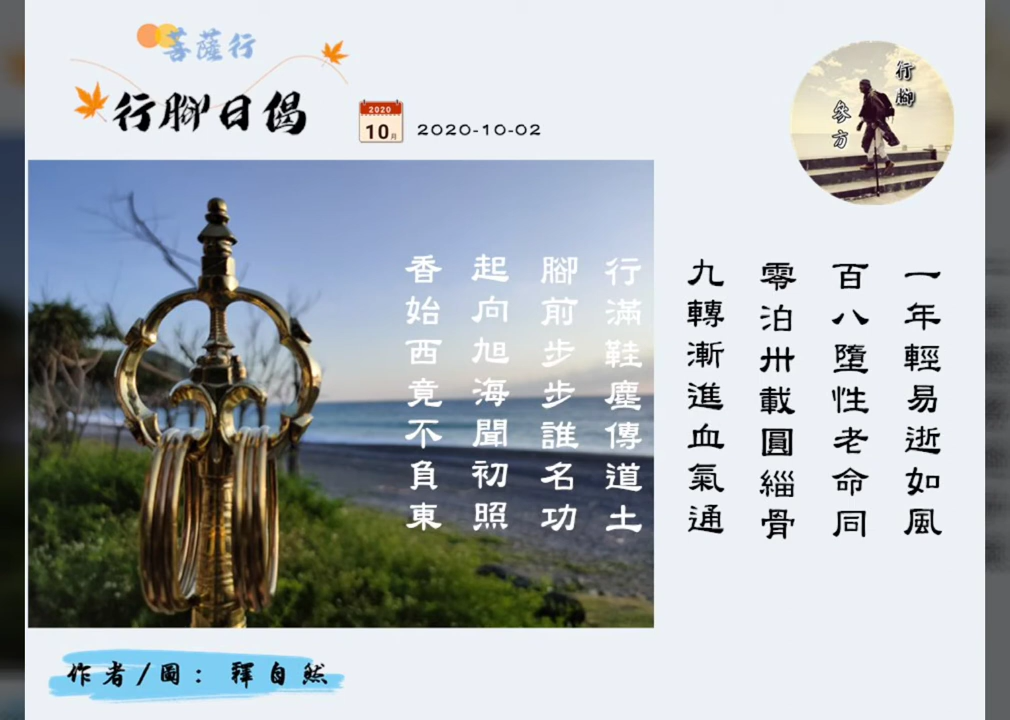 菩薩行
行腳日偈
2020
10月
2020-10-02
行腳
參方
一年輕易逝如風
百八墮性老命同
零泊卅載圓緇骨
九轉漸進血氣通
行滿鞋塵傳道土
腳前步步誰名功
起向旭海聞初照
香始西竟不負東
作者/圖：釋自然